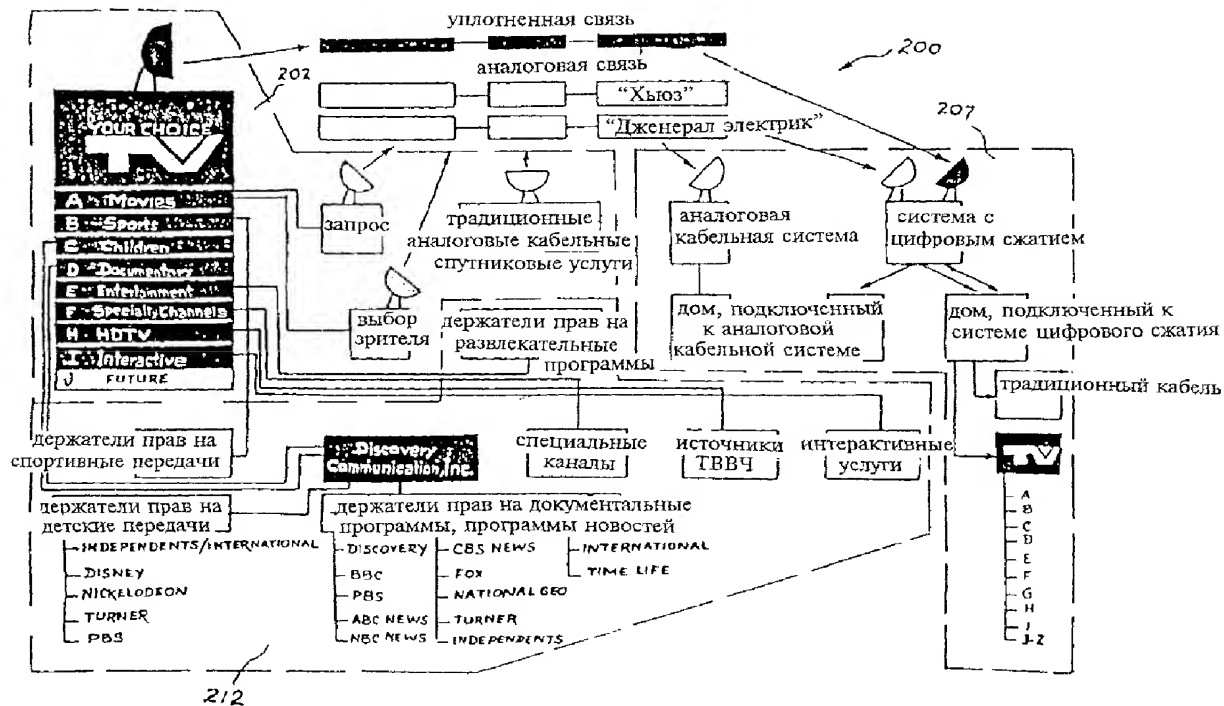 уплотненная связь
аналоговая связь
200
202
"Хьюз"
"Дженерал электрик"
207
YOUR CHOICE
TV
A Movies
B Sports
C Children
D Documentary
E Entertainment
F Specialty Channels
H HDTV
I Interactive
J FUTURE
запрос
традиционные
аналоговые кабельные
спутниковые услуги
аналоговая
кабельная система
система с
цифровым сжатием
выбор
зрителя
держатели прав на
развлекательные
программы
дом, подключенный
к аналоговой
кабельной системе
дом, подключенный к
системе цифрового сжатия
традиционный кабель
держатели прав на
спортивные передачи
Discovery
Communication, Inc.
специальные
каналы
источники
ТВВЧ
интерактивные
услуги
TV
держатели прав на
детские передачи
INDEPENDENTS/INTERNATIONAL
DISNEY
NICKELODEON
TURNER
PBS
держатели прав на документальные
программы, программы новостей
DISCOVERY
BBC
PBS
ABC NEWS
NBC NEWS
CBS NEWS
FOX
NATIONAL GEO
TURNER
INDEPENDENTS
INTERNATIONAL
TIME LIFE
A
B
C
D
E
F
G
H
I
J-Z
212